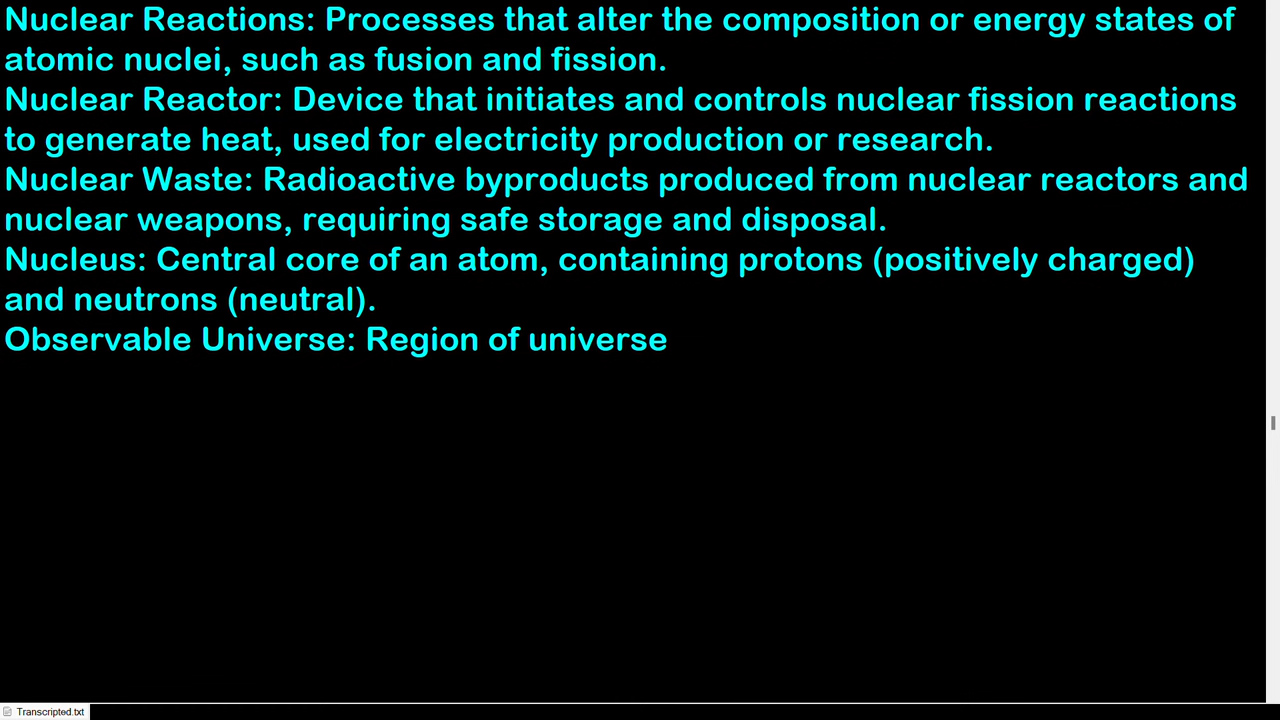 Nuclear Reactions: Processes that alter the composition or energy states of
atomic nuclei, such as fusion and fission.
Nuclear Reactor: Device that initiates and controls nuclear fission reactions
to generate heat, used for electricity production or research.
Nuclear Waste: Radioactive byproducts produced from nuclear reactors and
nuclear weapons, requiring safe storage and disposal.
Nucleus: Central core of an atom, containing protons (positively charged)
and neutrons (neutral).
Observable Universe: Region of universe
Transcripted.txt